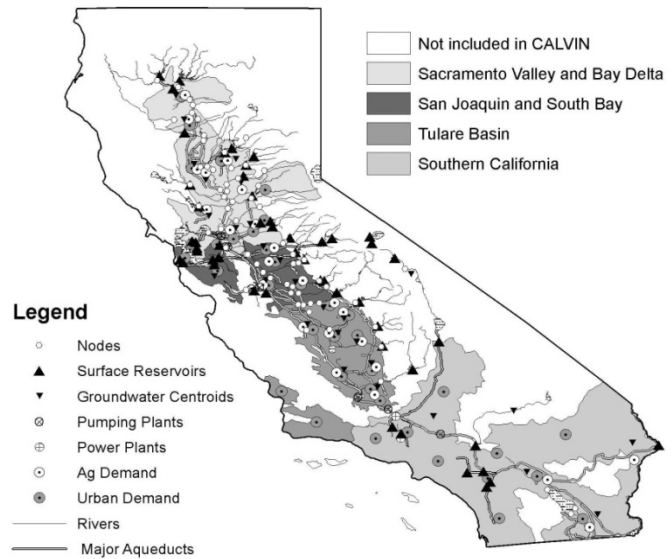 Not included in CALVIN
Sacramento Valley and Bay Delta
San Joaquin and South Bay
Tulare Basin
Southern California
Legend
Nodes
Surface Reservoirs
Groundwater Centroids
Pumping Plants
Power Plants
Ag Demand
Urban Demand
Rivers
Major Aqueducts